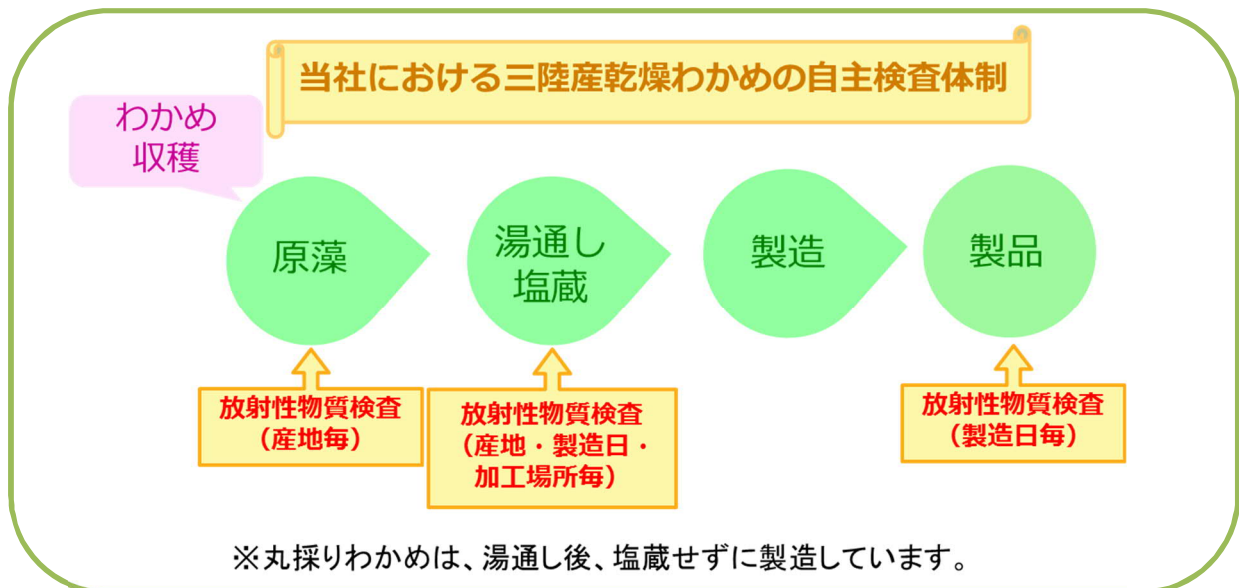 当社における三陸産乾燥わかめの自主検査体制
わかめ
収穫
原藻
湯通し
塩蔵
製造
製品
放射性物質検査
(産地毎)
放射性物質検査
(産地・製造日・
加工場所毎)
放射性物質検査
(製造日毎)
※丸採りわかめは、湯通し後、塩蔵せずに製造しています。